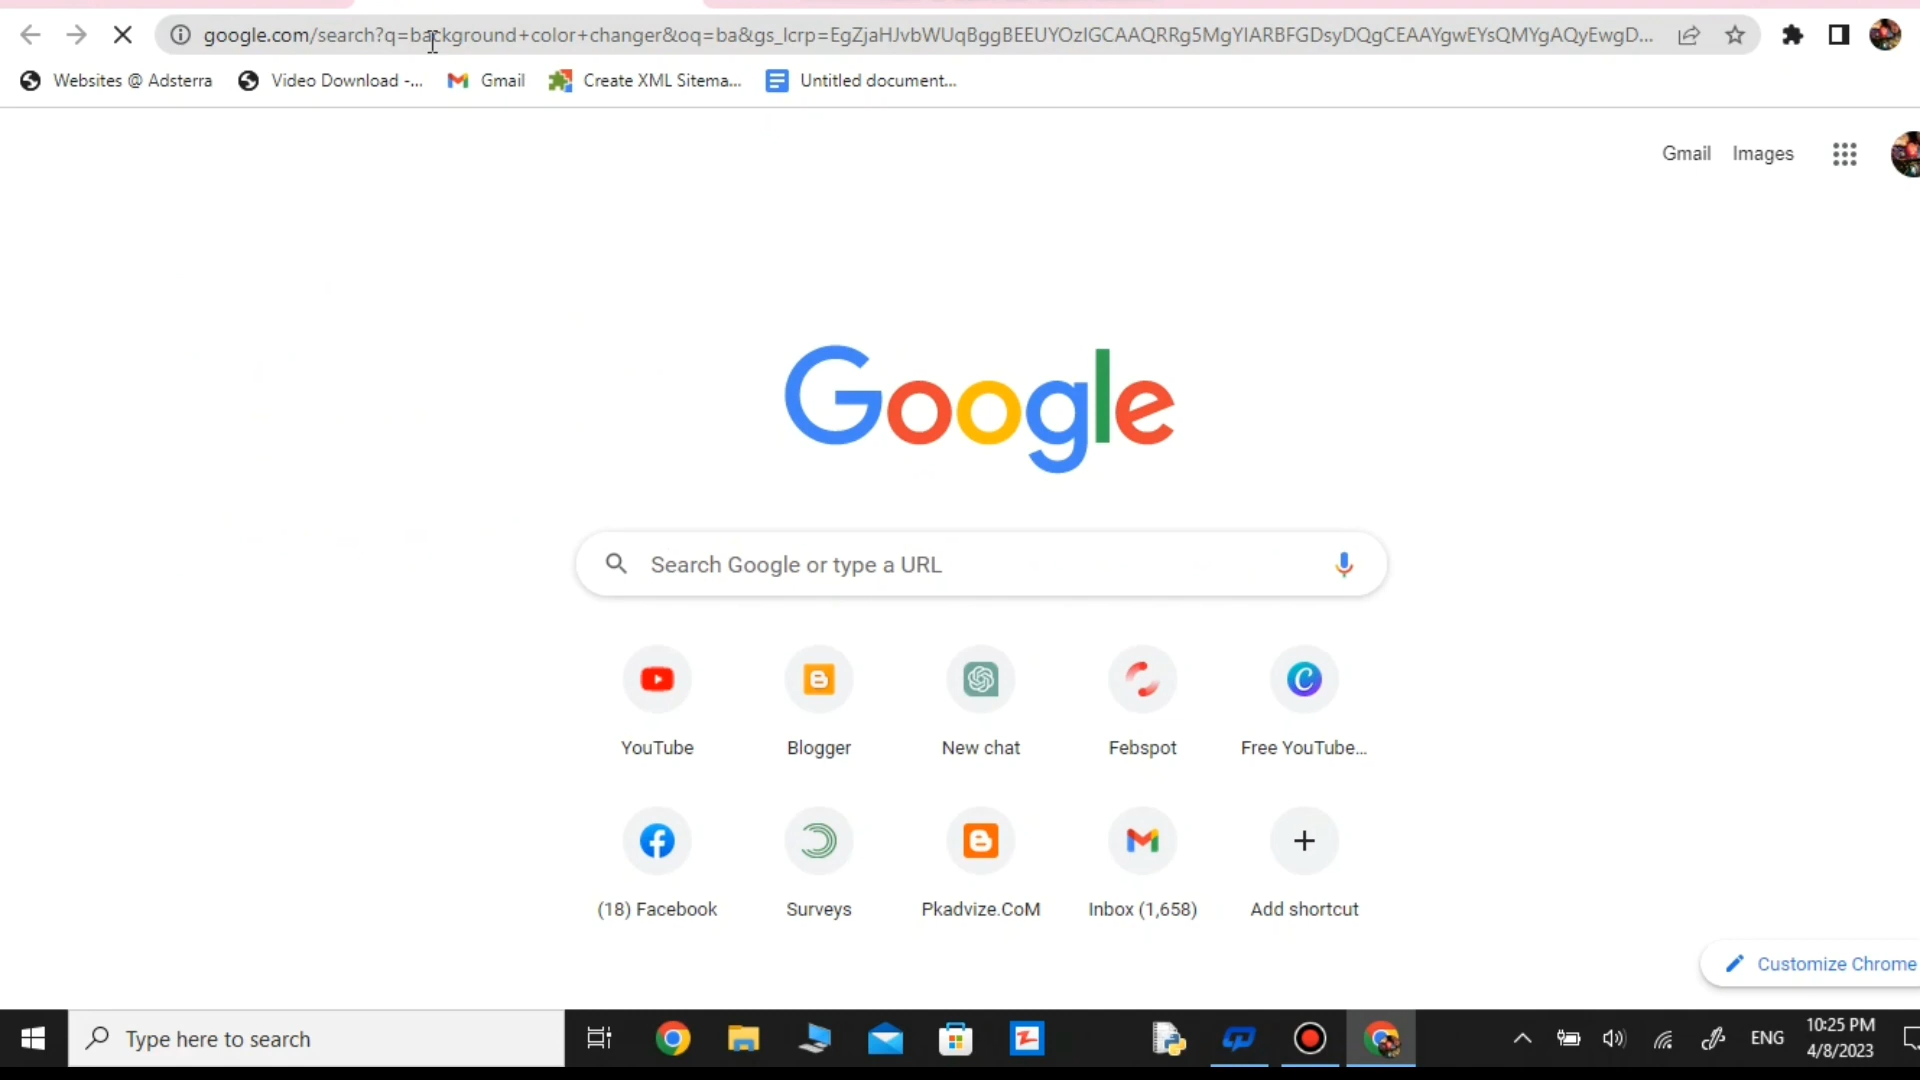 google.com/search?q=background+color+changer&oq=ba&gs_lcrp=EgZjaHJvbWUqBggBEEUYOzIGCAAQRRg5MgYIARBFGDsyDQgCEAAYgwEYsQMYgAQyEwgD...
Websites @ Adsterra
Video Download -...
Gmail
Create XML Sitema...
Untitled document...
Gmail
Images
Google
Search Google or type a URL
YouTube
Blogger
New chat
Febspot
Free YouTube...
(18) Facebook
Surveys
Pkadvize.CoM
Inbox (1,658)
Add shortcut
Customize Chrome
Type here to search
ENG
10:25 PM
4/8/2023